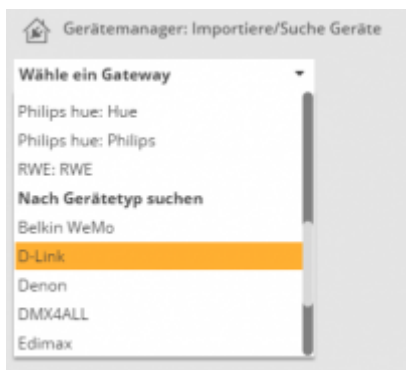 Gerätemanager: Importiere/Suche Geräte
Wähle ein Gateway
Philips hue: Hue
Philips hue: Philips
RWE: RWE
Nach Gerätetyp suchen
Belkin WeMo
D-Link
Denon
DMX4ALL
Edimax